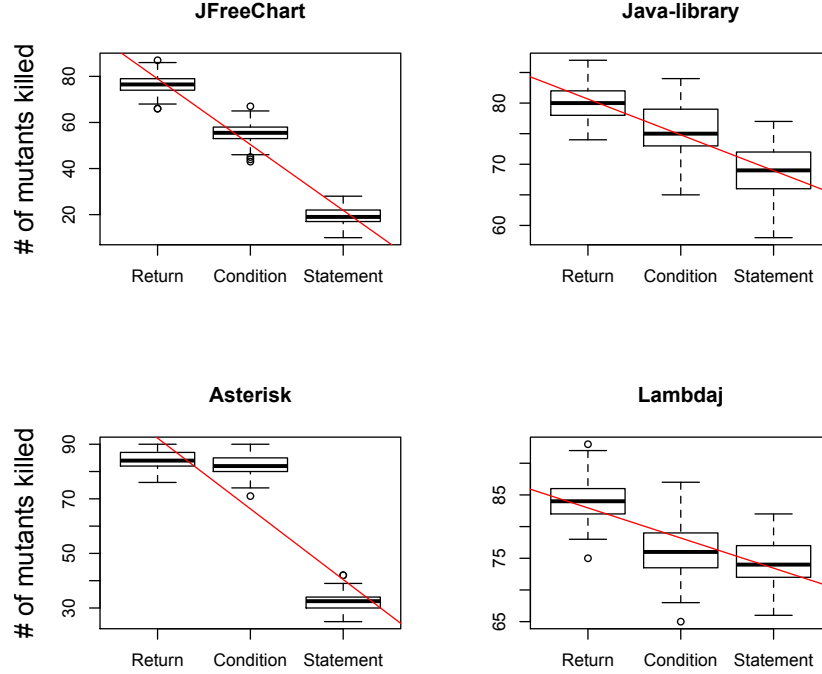 JFreeChart
# of mutants killed
80
60
40
20
Return Condition Statement
Java-library
80
70
60
Return Condition Statement
Asterisk
# of mutants killed
90
70
50
30
Return Condition Statement
Lambdaj
85
75
65
Return Condition Statement